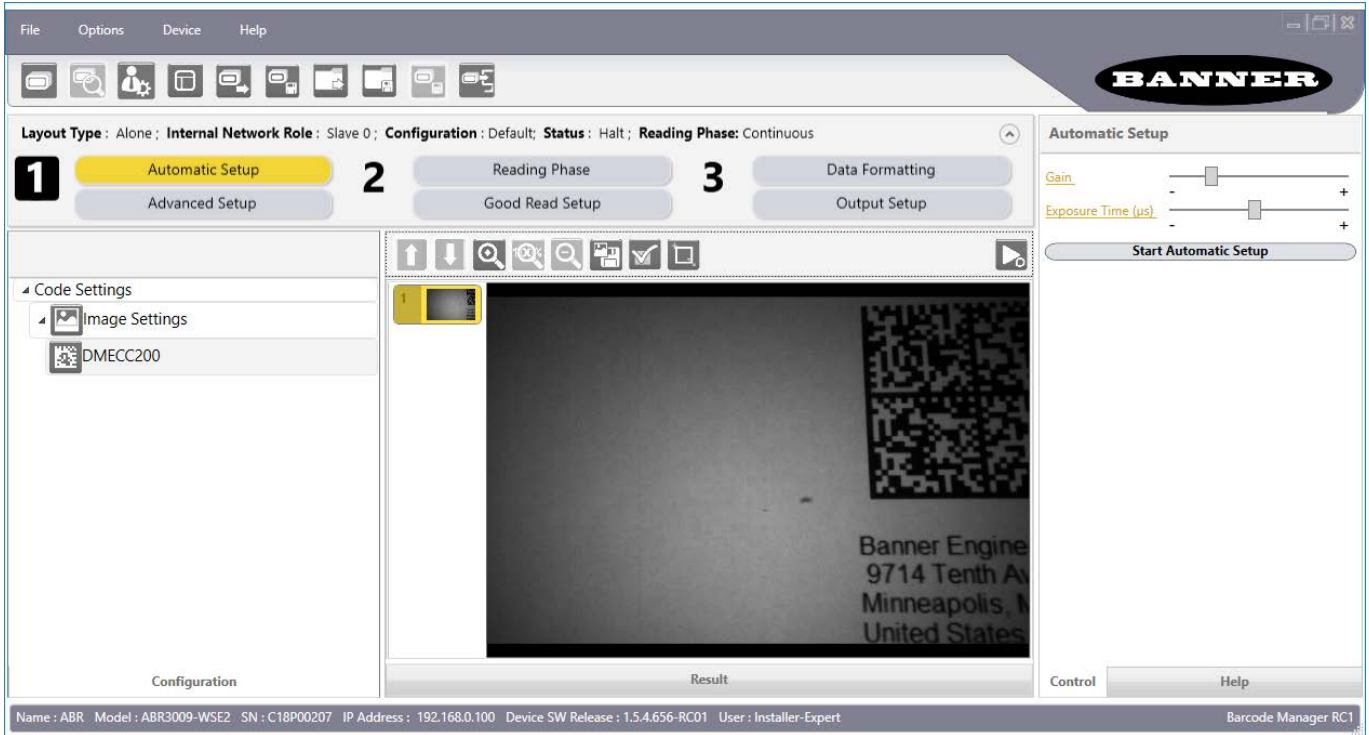 File Options Device Help
BANNER
Layout Type : Alone ; Internal Network Role : Slave 0 ; Configuration : Default; Status : Halt ; Reading Phase: Continuous
1 Automatic Setup 2 Reading Phase 3 Data Formatting
Advanced Setup Good Read Setup Output Setup
Automatic Setup
Gain
- +
Exposure Time (µs)
- +
Start Automatic Setup
Code Settings
Image Settings
DMECC200
100%
1
Banner Engine
9714 Tenth Av
Minneapolis,
United States
Configuration Result Control Help
Name : ABR Model : ABR3009-WSE2 SN : C18P00207 IP Address : 192.168.0.100 Device SW Release : 1.5.4.656-RC01 User : Installer-Expert Barcode Manager RC1